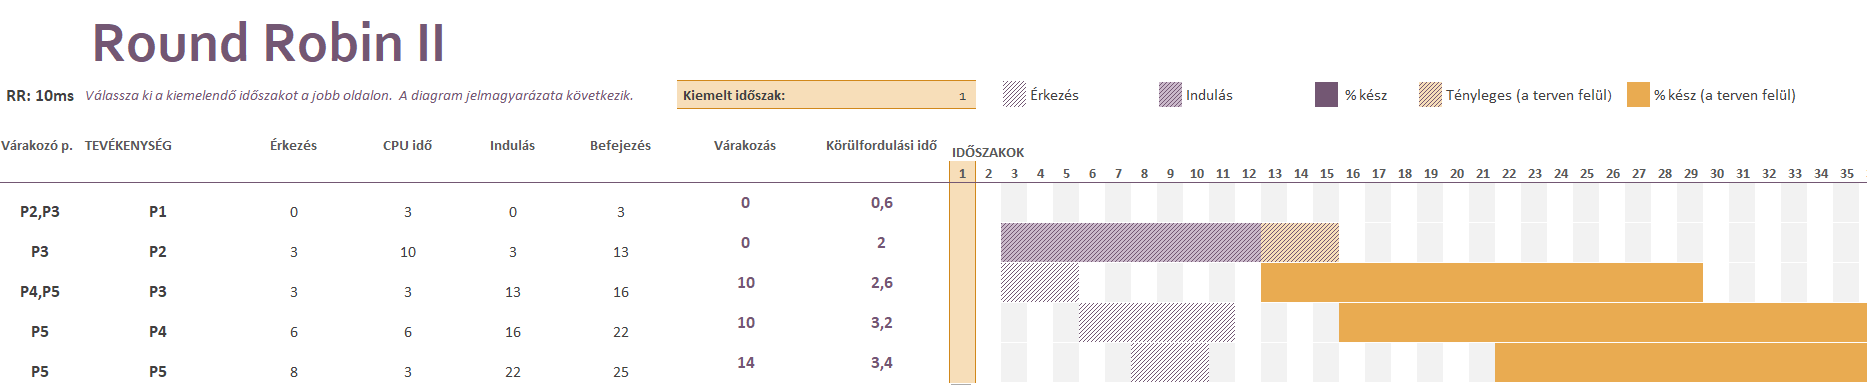 Round Robin II
RR: 10ms Válassza ki a kiemelendő időszakot a jobb oldalon. A diagram jelmagyarázata következik. Kiemelt időszak: 1 Érkezés Indulás % kész Tényleges (a terven felül) % kész (a terven felül)
Várakozó p. TEVÉKENYSÉG Érkezés CPU idő Indulás Befejezés Várakozás Körülfordulási idő IDŐSZAKOK
1 2 3 4 5 6 7 8 9 10 11 12 13 14 15 16 17 18 19 20 21 22 23 24 25 26 27 28 29 30 31 32 33 34 35
P2,P3 P1 0 3 0 3 0 0,6
P3 P2 3 10 3 13 0 2
P4,P5 P3 3 3 13 16 10 2,6
P5 P4 6 6 16 22 10 3,2
P5 P5 8 3 22 25 14 3,4